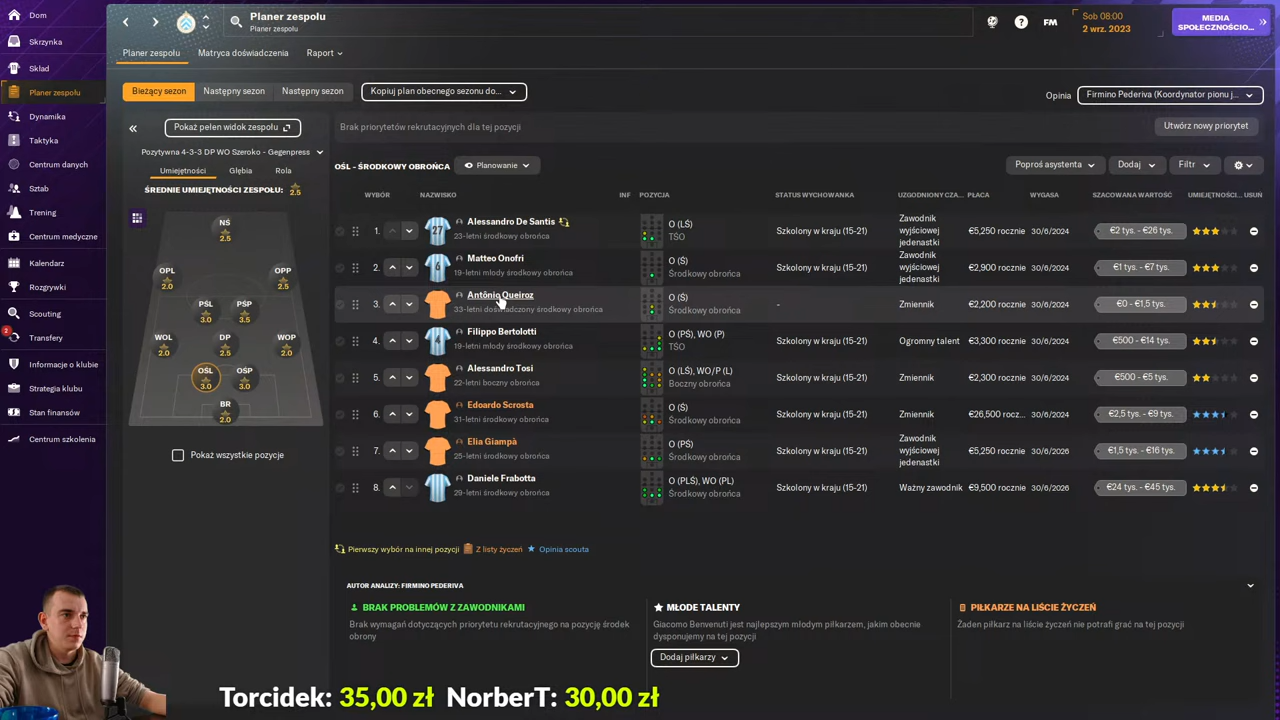 Dom
Planer zespołu
Planer zespołu
FM
Sob 08:00
2 wrz. 2023
MEDIA
SPOŁECZNOŚCIO...
Skrzynka
Skład
Planer zespołu
Dynamika
Taktyka
Centrum danych
Sztab
Trening
Centrum medyczne
Kalendarz
Rozgrywki
Scouting
2
Transfery
Informacje o klubie
Strategia klubu
Stan finansów
Centrum szkolenia
Planer zespołu Matryca doświadczenia Raport
Bieżący sezon Następny sezon Następny sezon Kopiuj plan obecnego sezonu do...
Opinia Firmino Pederiva (Koordynator pionu j...
Pokaż pełen widok zespołu
Brak priorytetów rekrutacyjnych dla tej pozycji
Utwórz nowy priorytet
Pozytywna 4-3-3 DP WO Szeroko - Gegenpress
Umiejętności Głębia Rola
ŚREDNIE UMIEJĘTNOŚCI ZESPOŁU: 2.5
NŚ
2.5
OPL
2.0
OPP
2.5
PŚL
3.0
PŚP
3.5
WOL
2.0
DP
2.5
WOP
2.0
OŚL
3.0
OŚP
3.0
BR
2.0
Pokaż wszystkie pozycje
OŚL - ŚRODKOWY OBROŃCA Planowanie
Poproś asystenta Dodaj Filtr
WYBÓR NAZWISKO INF POZYCJA STATUS WYCHOWANKA UZGODNIONY CZA... PŁACA WYGASA SZACOWANA WARTOŚĆ UMIEJĘTNOŚCI... USUŃ
1. 27 Alessandro De Santis
23-letni środkowy obrońca
O (LŚ)
TŚO
Szkolony w kraju (15-21)
Zawodnik
wyjściowej
jedenastki
€5,250 rocznie 30/6/2024 €2 tys. - €26 tys.
2. 6 Matteo Onofri
19-letni młody środkowy obrońca
O (Ś)
Środkowy obrońca
Szkolony w kraju (15-21)
Zawodnik
wyjściowej
jedenastki
€2,900 rocznie 30/6/2024 €1 tys. - €7 tys.
3. Antônio Queiroz
33-letni doświadczony środkowy obrońca
O (Ś)
Środkowy obrońca
- Zmiennik €2,200 rocznie 30/6/2024 €0 - €1,5 tys.
4. Filippo Bertolotti
19-letni młody środkowy obrońca
O (PŚ), WO (P)
TŚO
Szkolony w kraju (15-21) Ogromny talent €3,300 rocznie 30/6/2024 €500 - €14 tys.
5. Alessandro Tosi
22-letni boczny obrońca
O (LŚ), WO/P (L)
Boczny obrońca
Szkolony w kraju (15-21) Zmiennik €2,300 rocznie 30/6/2024 €500 - €5 tys.
6. Edoardo Scrosta
31-letni środkowy obrońca
O (Ś)
Środkowy obrońca
Szkolony w kraju (15-21) Zmiennik €26,500 rocz... 30/6/2024 €2,5 tys. - €9 tys.
7. Elia Giampà
25-letni środkowy obrońca
O (PŚ)
Środkowy obrońca
Szkolony w kraju (15-21)
Zawodnik
wyjściowej
jedenastki
€5,250 rocznie 30/6/2026 €1,5 tys. - €16 tys.
8. Daniele Frabotta
29-letni środkowy obrońca
O (PLŚ), WO (PL)
Środkowy obrońca
Szkolony w kraju (15-21) Ważny zawodnik €9,500 rocznie 30/6/2026 €24 tys. - €45 tys.
Pierwszy wybór na innej pozycji Z listy życzeń Opinia scouta
AUTOR ANALIZY: FIRMINO PEDERIVA
BRAK PROBLEMÓW Z ZAWODNIKAMI
Brak wymagań dotyczących priorytetu rekrutacyjnego na pozycję środek
obrony
MŁODE TALENTY
Giacomo Benvenuti jest najlepszym młodym piłkarzem, jakim obecnie
dysponujemy na tej pozycji
Dodaj piłkarzy
PIŁKARZE NA LIŚCIE ŻYCZEŃ
Żaden piłkarz na liście życzeń nie potrafi grać na tej pozycji
Torcidek: 35,00 zł NorberT: 30,00 zł